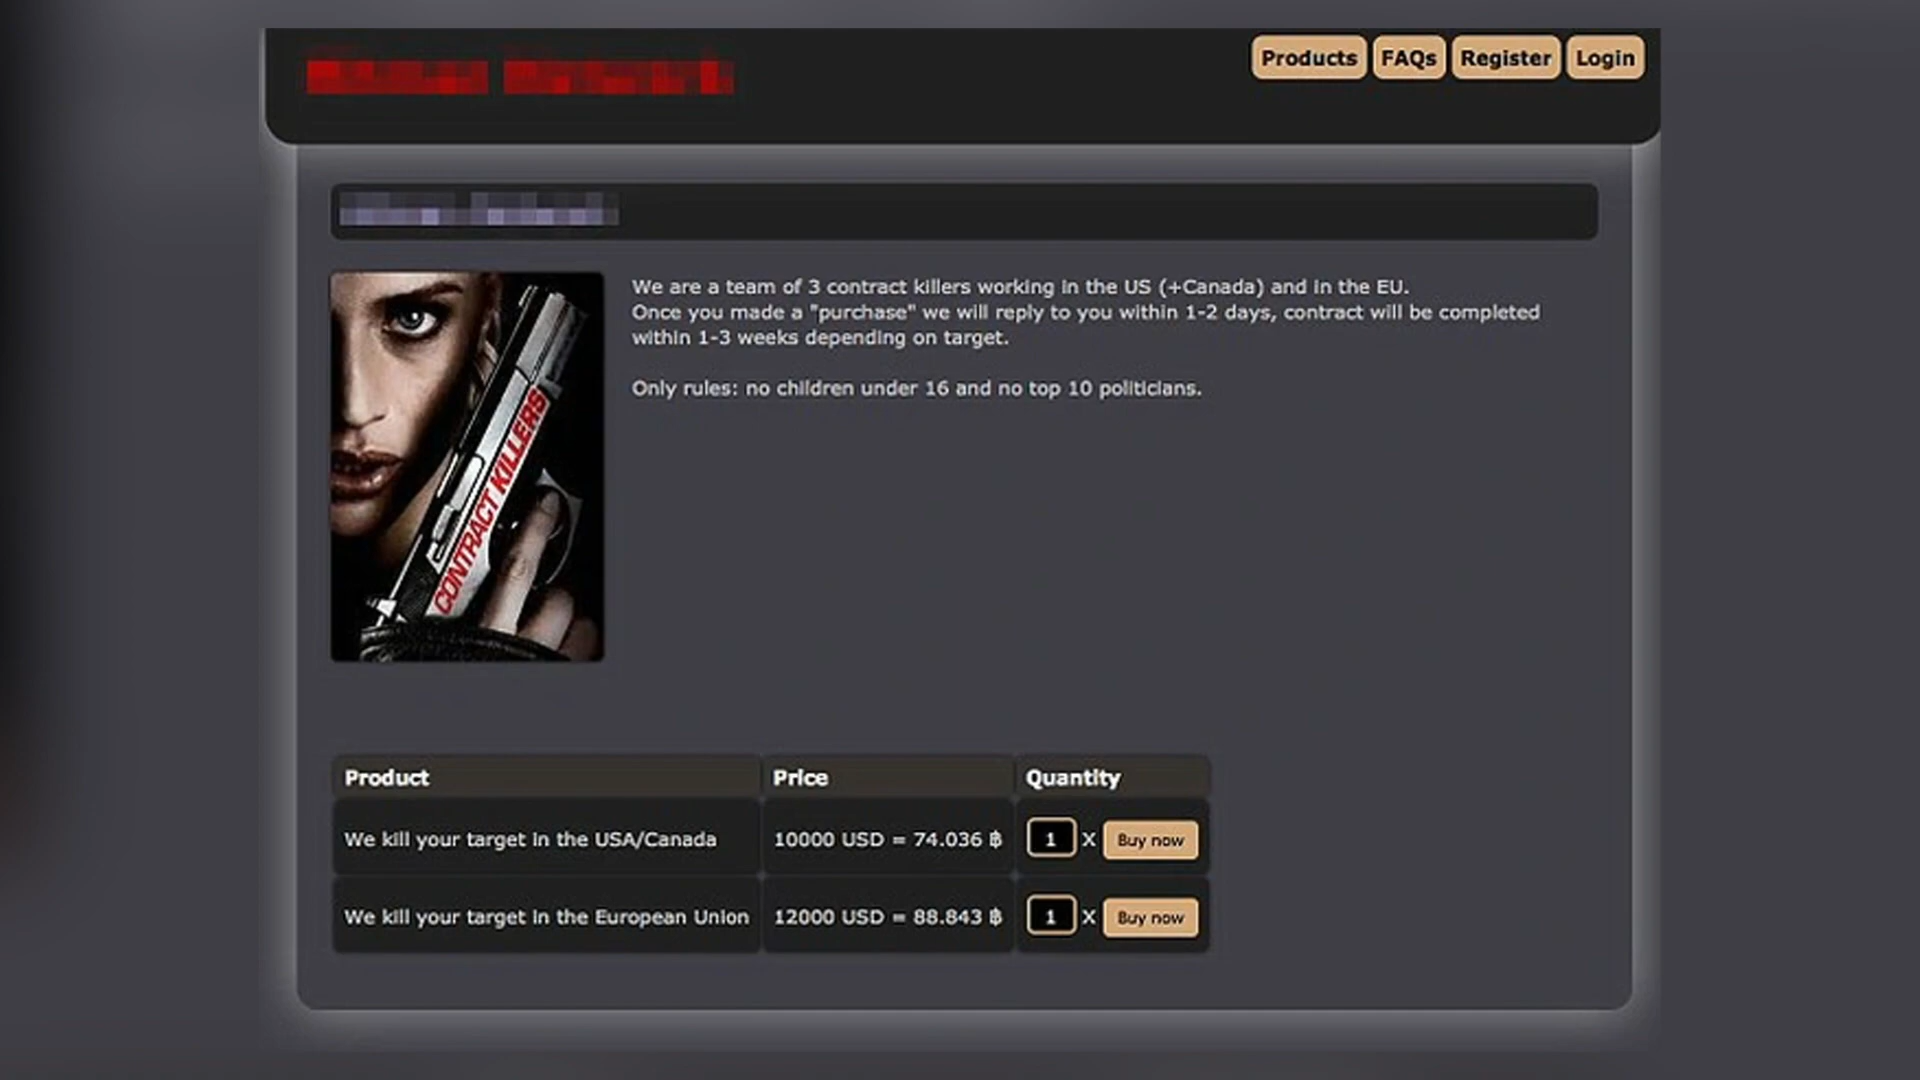 Products FAQs Register Login
We are a team of 3 contract killers working in the US (+Canada) and in the EU.
Once you made a "purchase" we will reply to you within 1-2 days, contract will be completed
within 1-3 weeks depending on target.
Only rules: no children under 16 and no top 10 politicians.
CONTRACT KILLERS
Product Price Quantity
We kill your target in the USA/Canada 10000 USD = 74.036 ฿ 1 X Buy now
We kill your target in the European Union 12000 USD = 88.843 ฿ 1 X Buy now